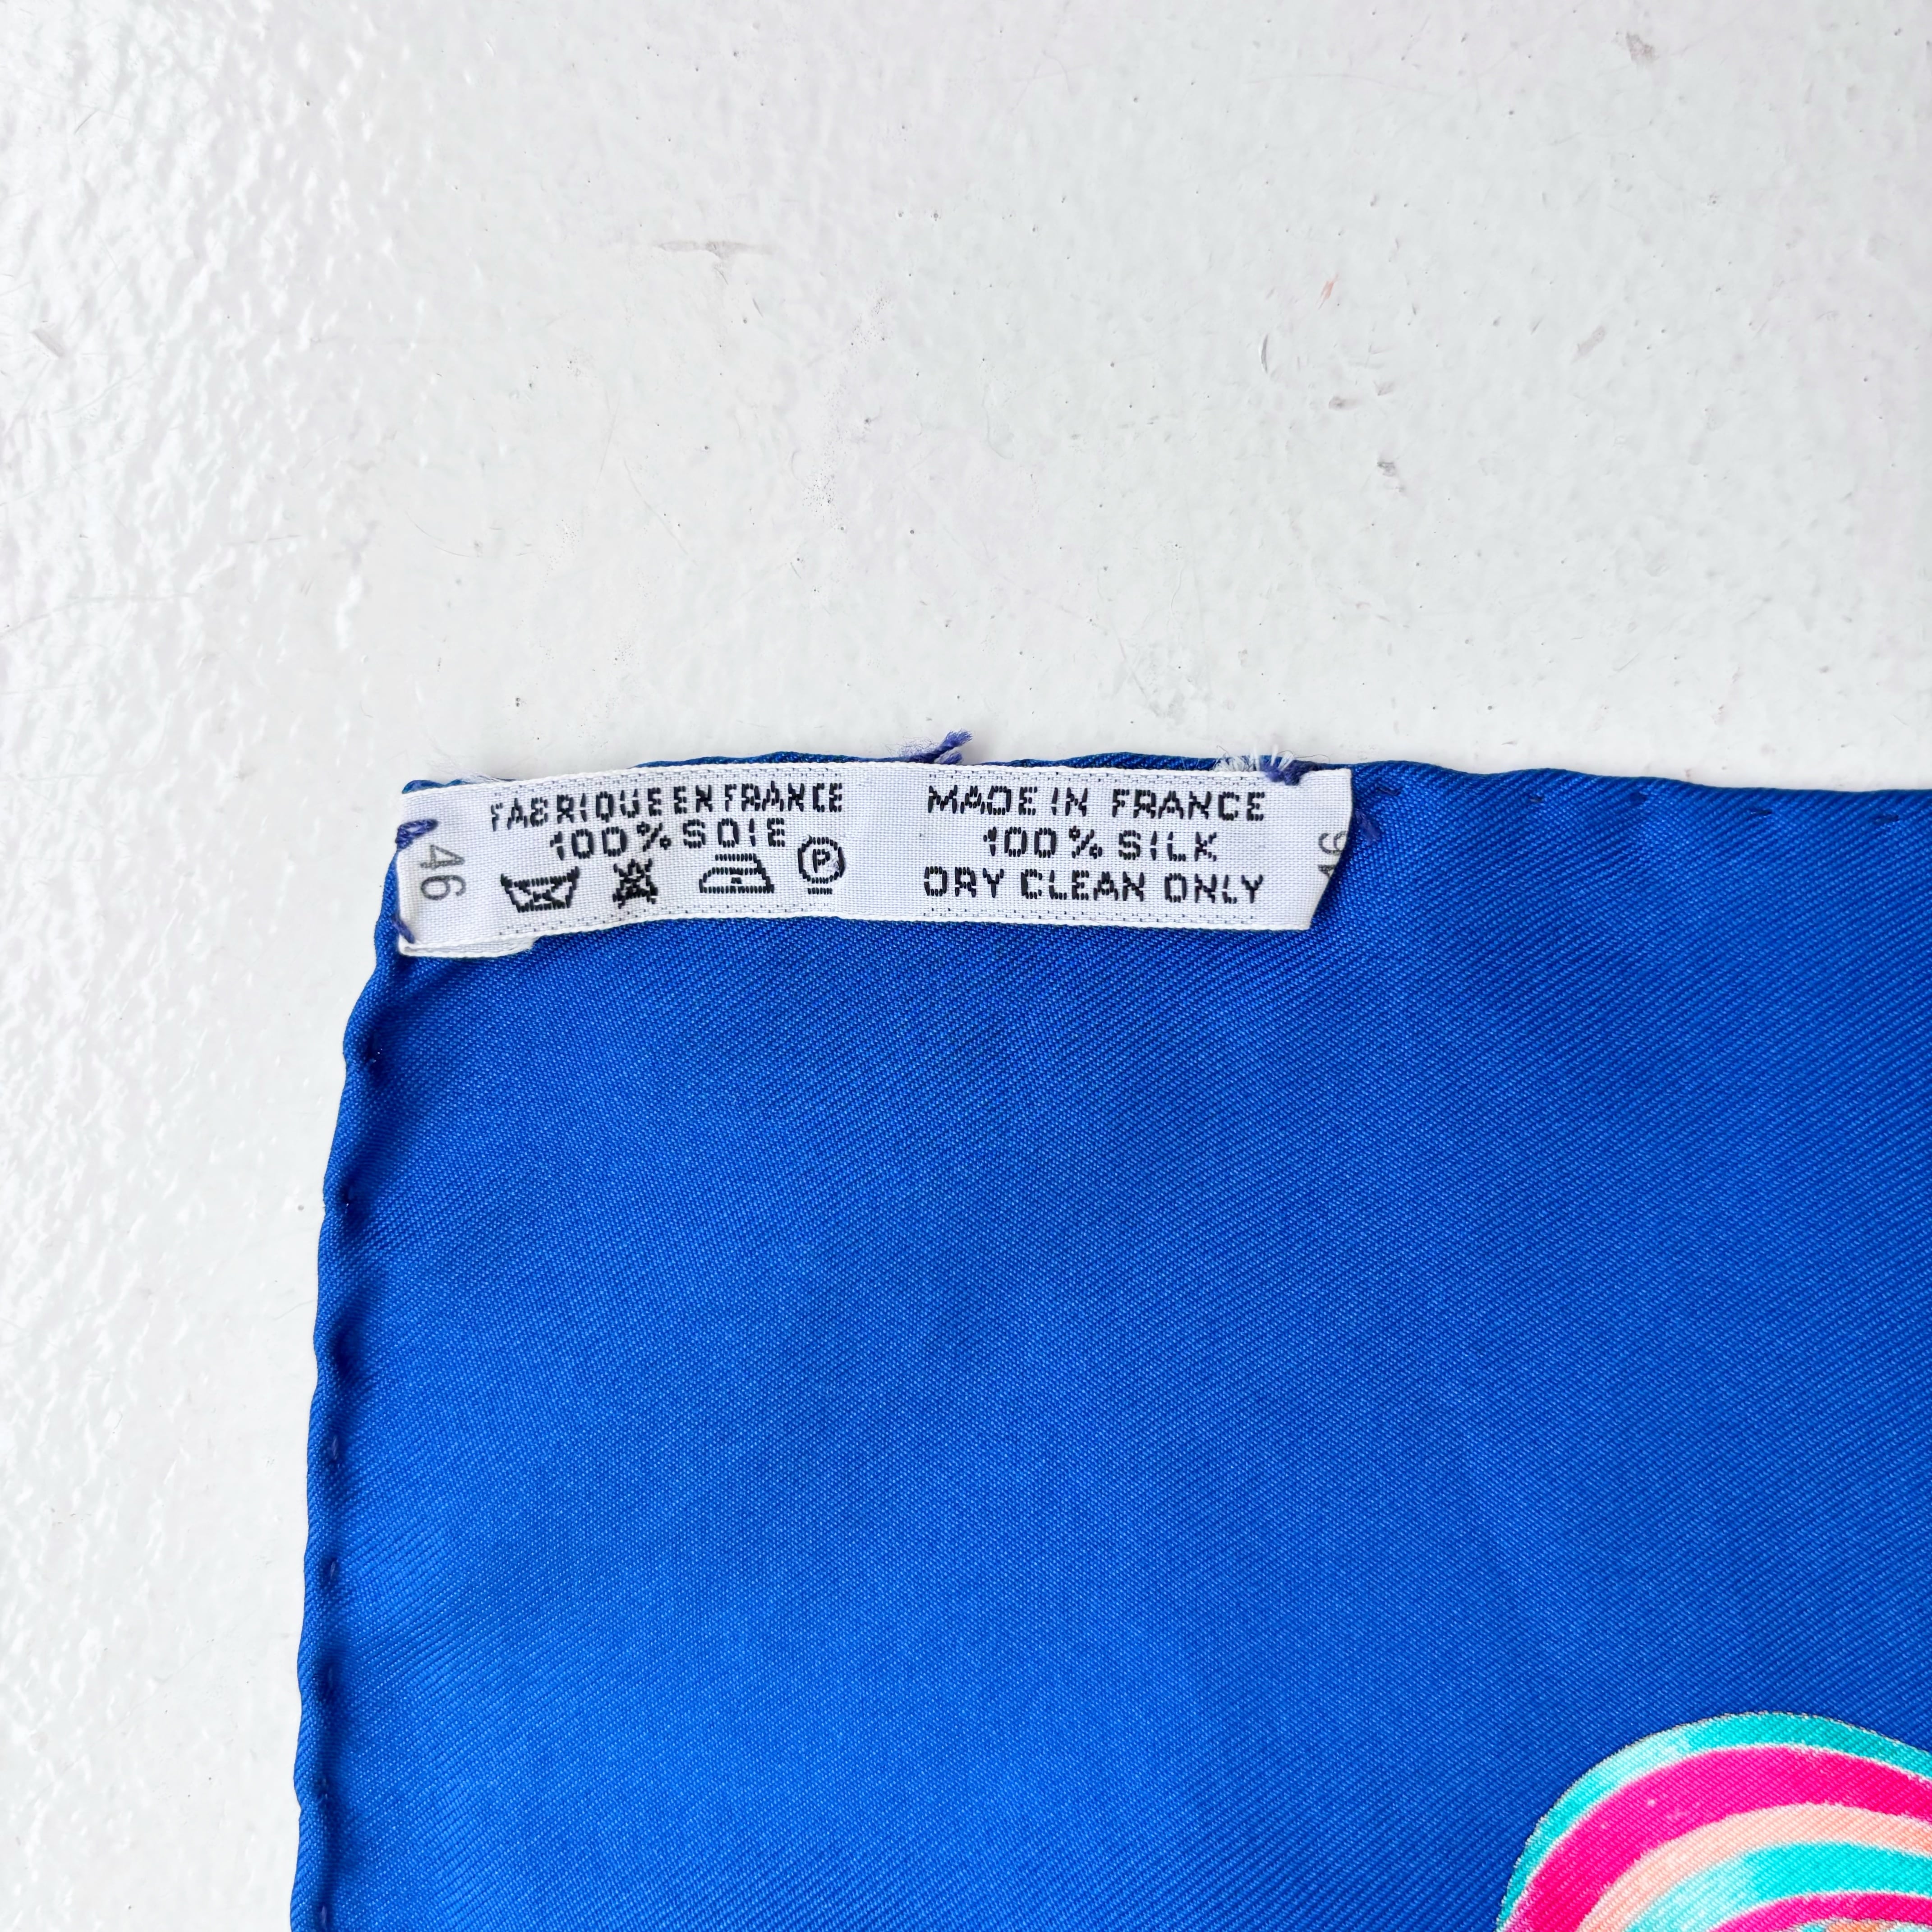 FABRIQUE EN FRANCE
100% SOIE
P
MADE IN FRANCE
100% SILK
DRY CLEAN ONLY
46
46